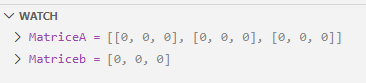 WATCH
MatriceA = [[0, 0, 0], [0, 0, 0], [0, 0, 0]]
Matriceb = [0, 0, 0]